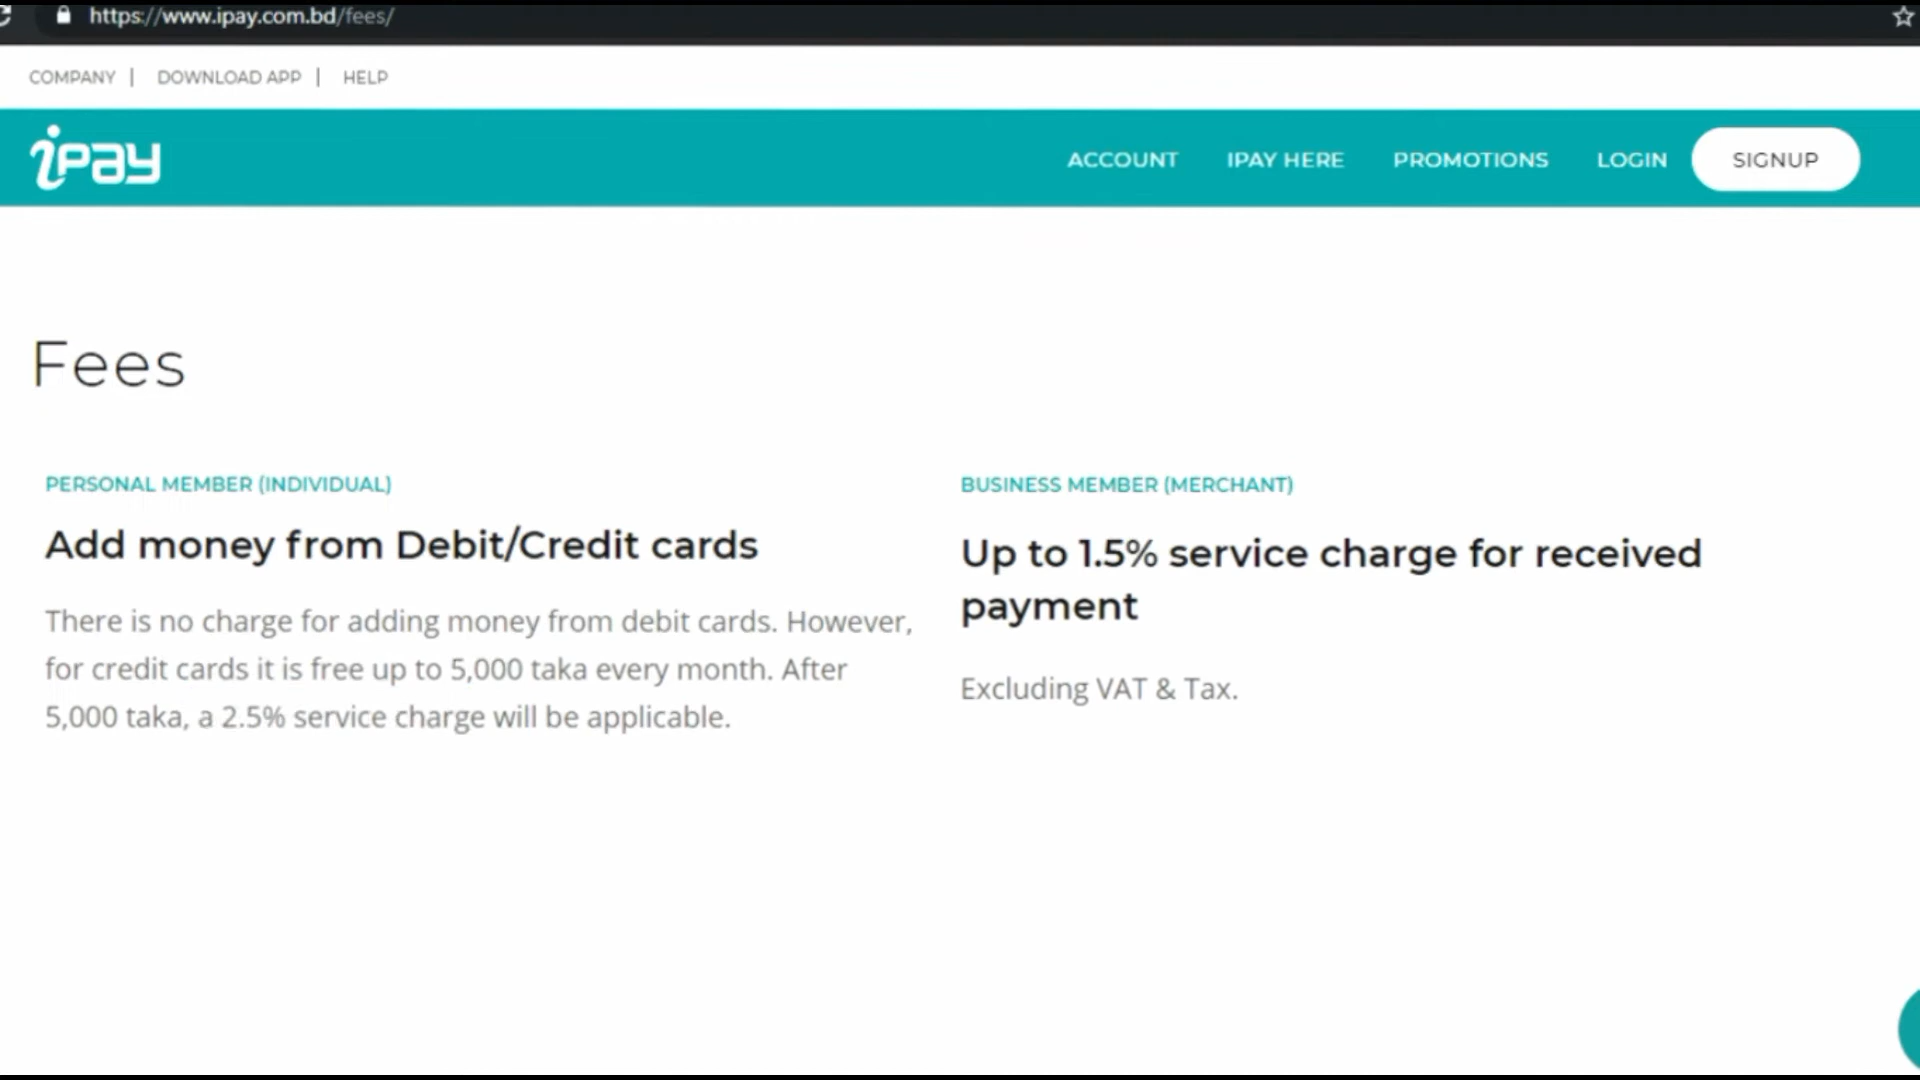 https://www.ipay.com.bd/fees/
COMPANY | DOWNLOAD APP | HELP
ipay
ACCOUNT IPAY HERE PROMOTIONS LOGIN SIGNUP
Fees
PERSONAL MEMBER (INDIVIDUAL)
Add money from Debit/Credit cards
There is no charge for adding money from debit cards. However,
for credit cards it is free up to 5,000 taka every month. After
5,000 taka, a 2.5% service charge will be applicable.
BUSINESS MEMBER (MERCHANT)
Up to 1.5% service charge for received
payment
Excluding VAT & Tax.